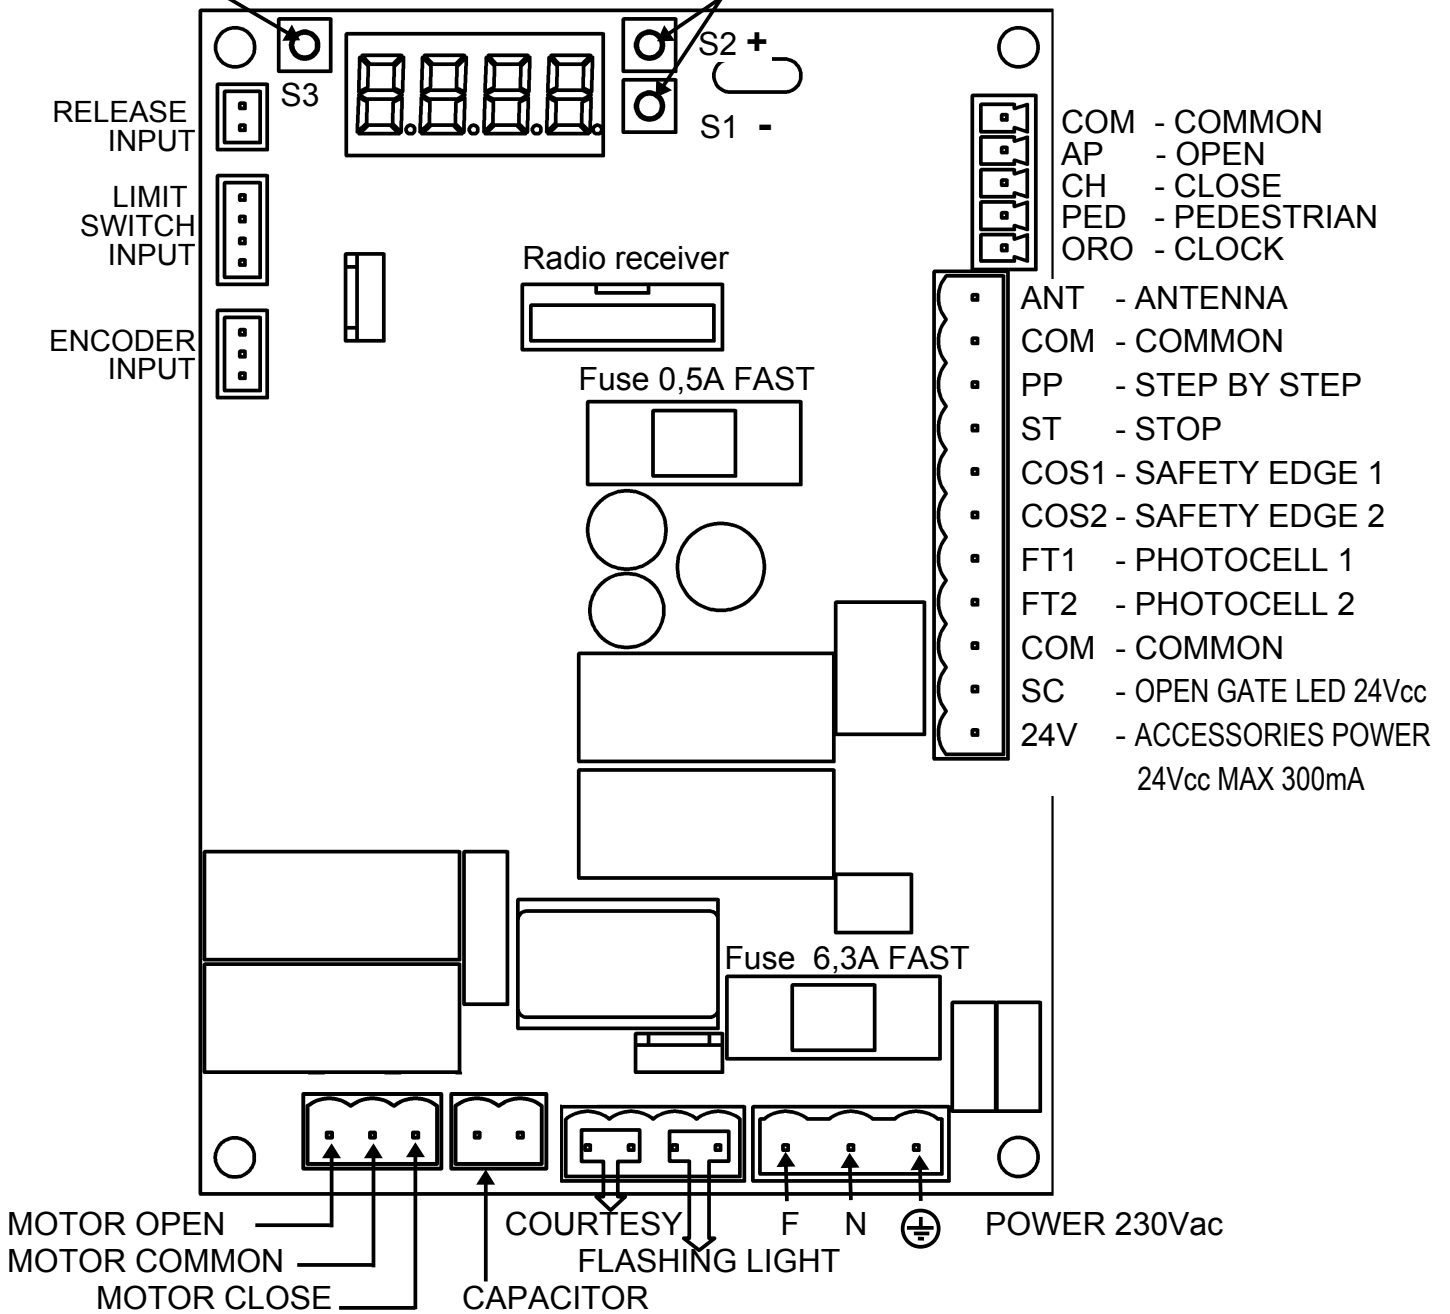 S3
S2 +
S1 -
RELEASE
INPUT
LIMIT
SWITCH
INPUT
ENCODER
INPUT
Radio receiver
Fuse 0,5A FAST
COM - COMMON
AP - OPEN
CH - CLOSE
PED - PEDESTRIAN
ORO - CLOCK
ANT - ANTENNA
COM - COMMON
PP - STEP BY STEP
ST - STOP
COS1 - SAFETY EDGE 1
COS2 - SAFETY EDGE 2
FT1 - PHOTOCELL 1
FT2 - PHOTOCELL 2
COM - COMMON
SC - OPEN GATE LED 24Vcc
24V - ACCESSORIES POWER
24Vcc MAX 300mA
Fuse 6,3A FAST
MOTOR OPEN
MOTOR COMMON
MOTOR CLOSE
CAPACITOR
COURTESY
FLASHING LIGHT
F N
POWER 230Vac